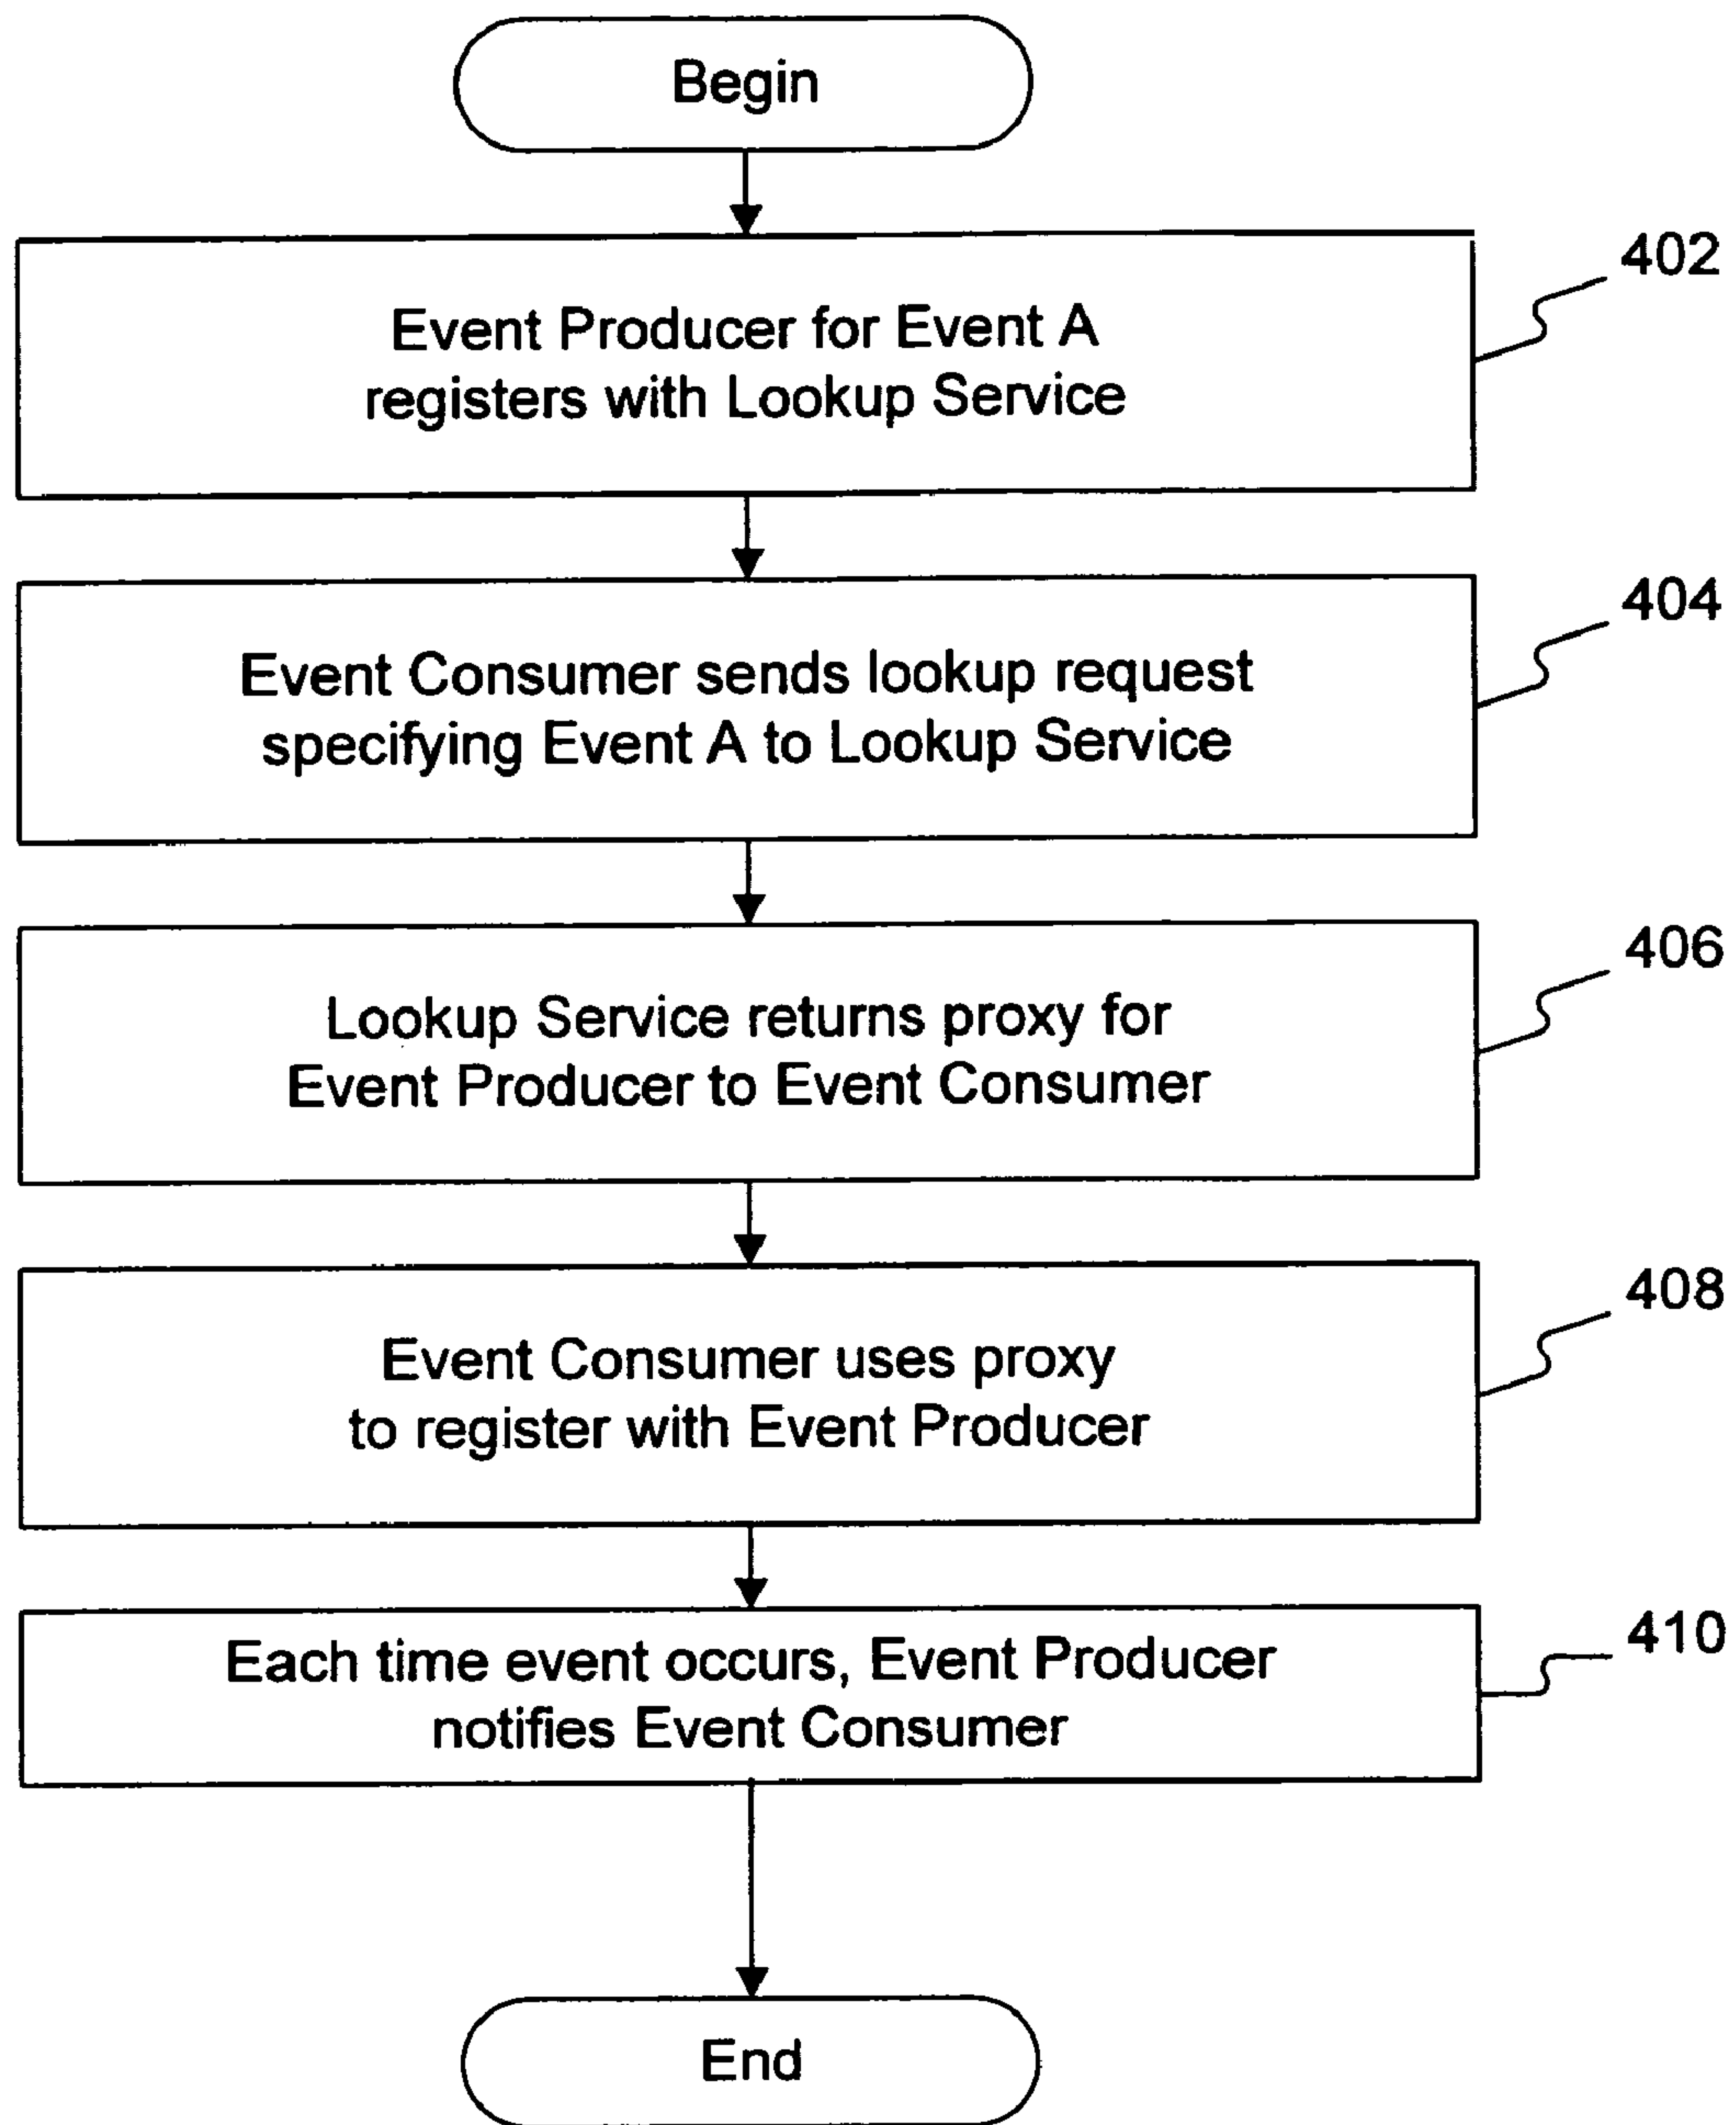 Begin
Event Producer for Event A
registers with Lookup Service
402
Event Consumer sends lookup request
specifying Event A to Lookup Service
404
Lookup Service returns proxy for
Event Producer to Event Consumer
406
Event Consumer uses proxy
to register with Event Producer
408
Each time event occurs, Event Producer
notifies Event Consumer
410
End